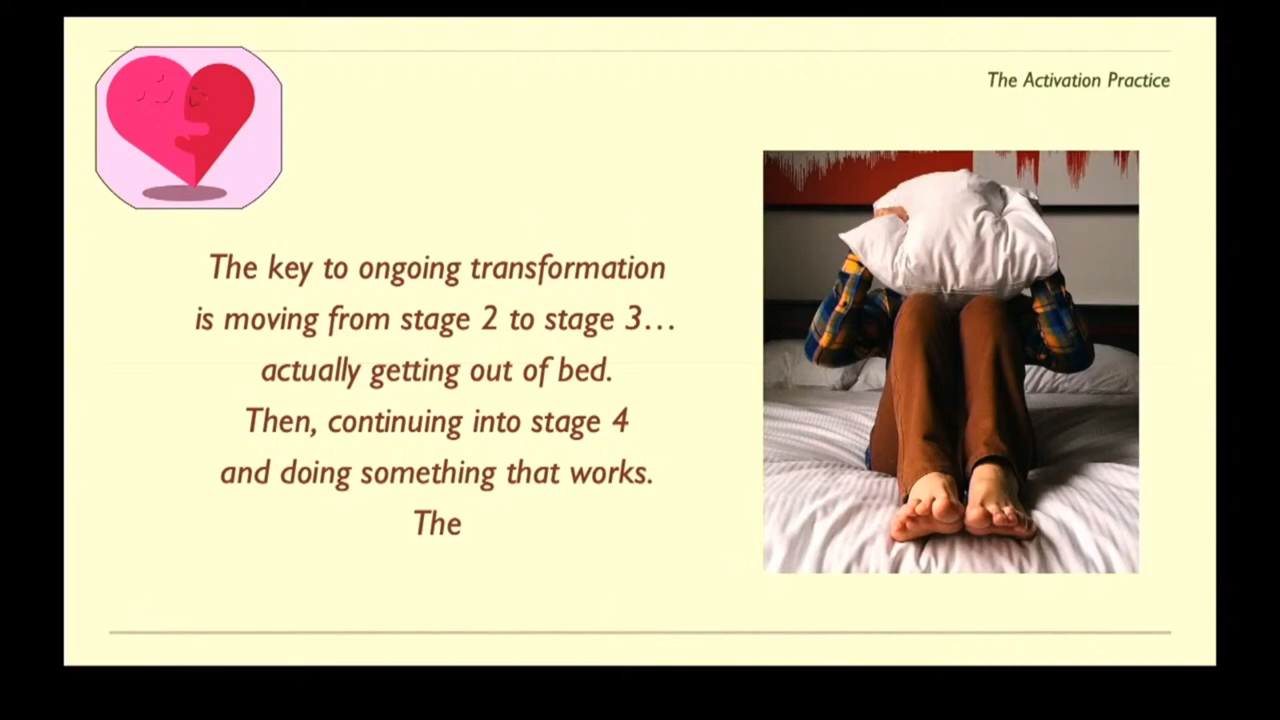 The Activation Practice
The key to ongoing transformation
is moving from stage 2 to stage 3…
actually getting out of bed.
Then, continuing into stage 4
and doing something that works.
The